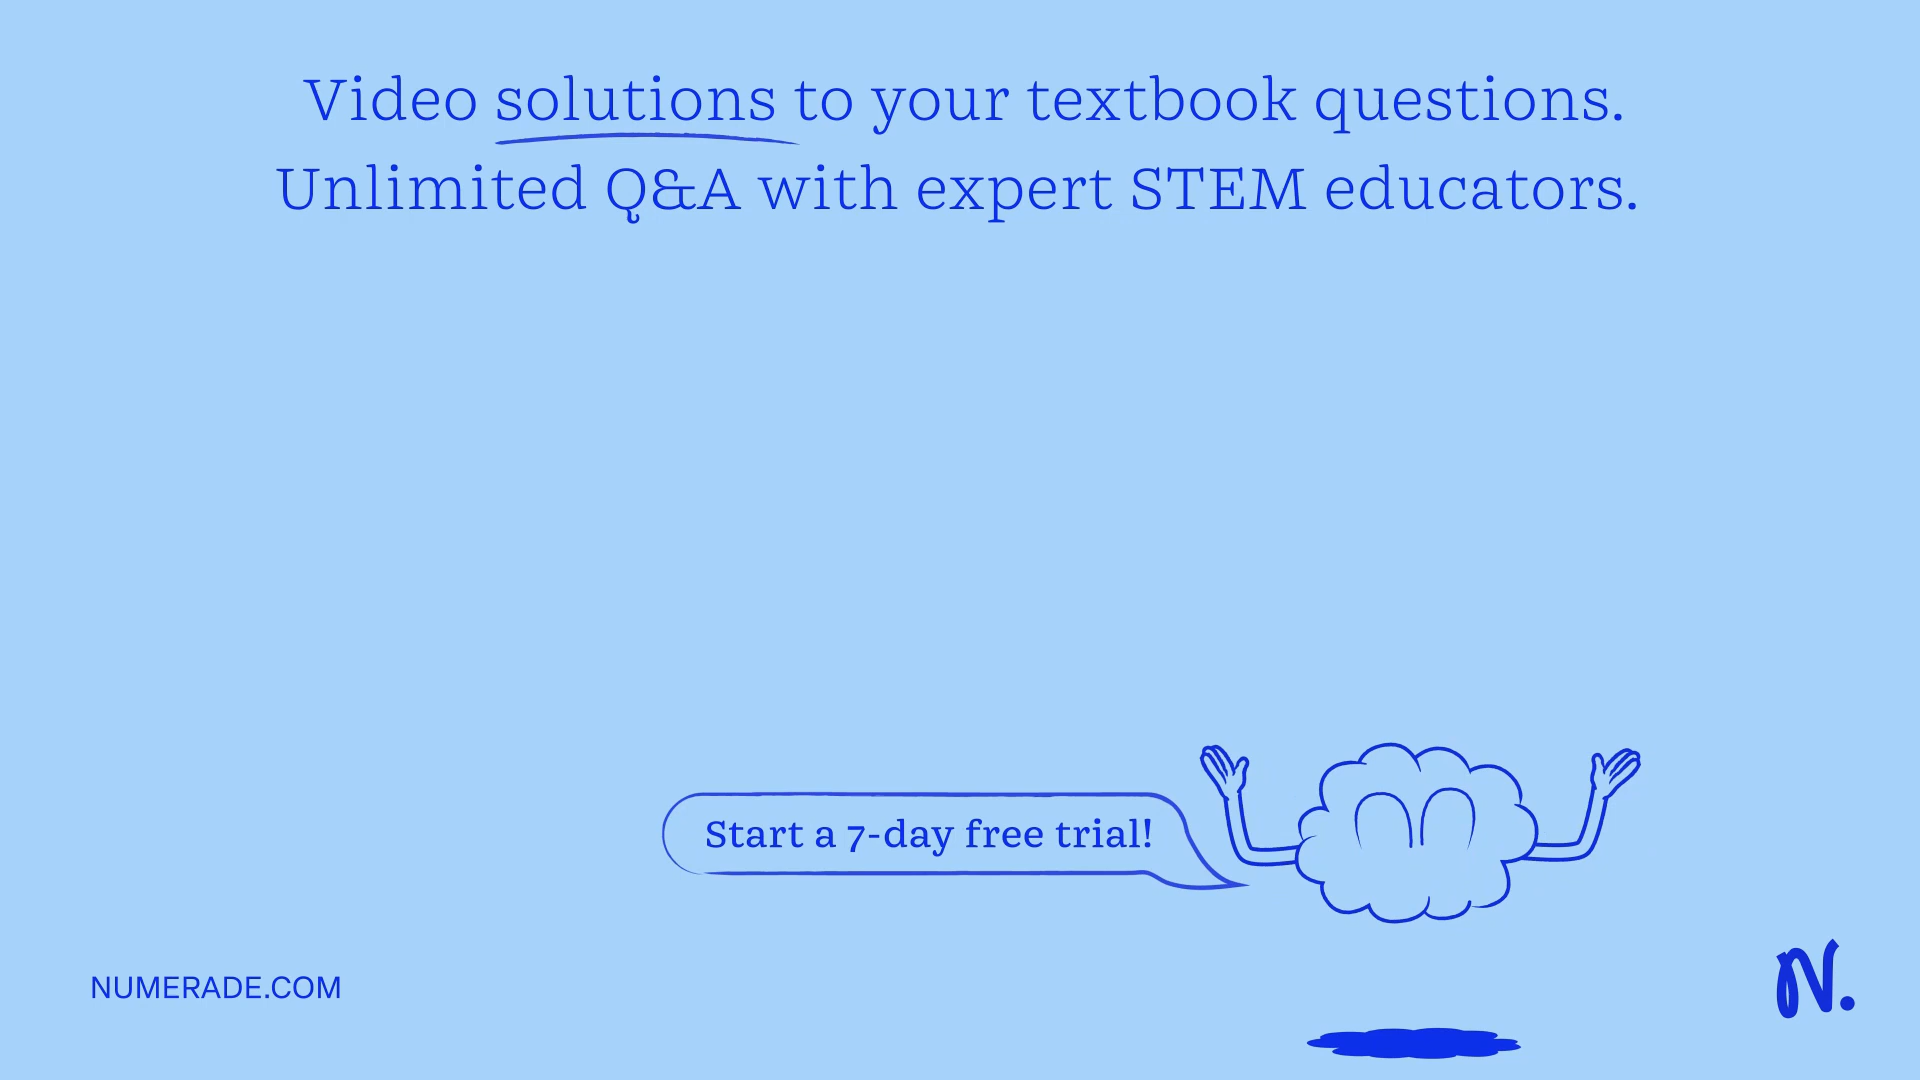 Video solutions to your textbook questions.
Unlimited Q&A with expert STEM educators.
Start a 7-day free trial!
NUMERADE.COM
N.